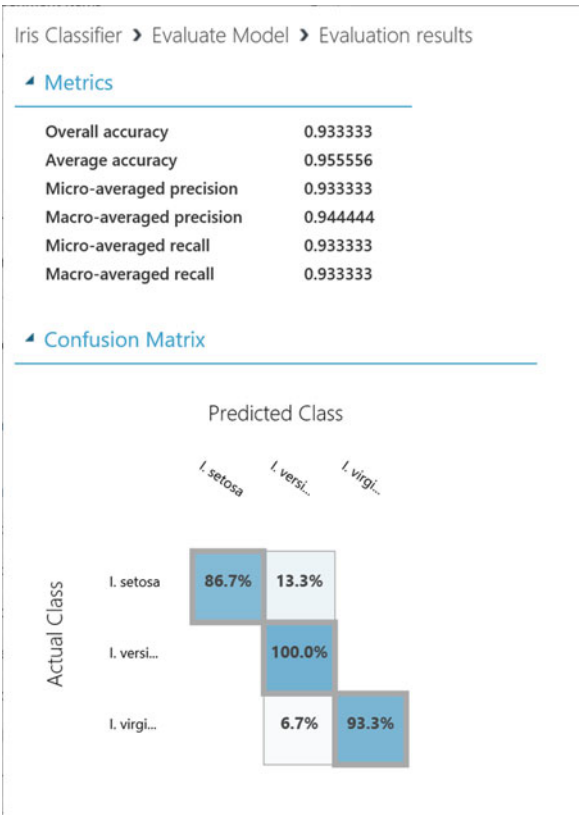 Iris Classifier > Evaluate Model > Evaluation results
Metrics
Overall accuracy 0.933333
Average accuracy 0.955556
Micro-averaged precision 0.933333
Macro-averaged precision 0.944444
Micro-averaged recall 0.933333
Macro-averaged recall 0.933333
Confusion Matrix
Predicted Class
I. setosa I. versi... I. virgi...
Actual Class
I. setosa 86.7% 13.3%
I. versi... 100.0%
I. virgi... 6.7% 93.3%